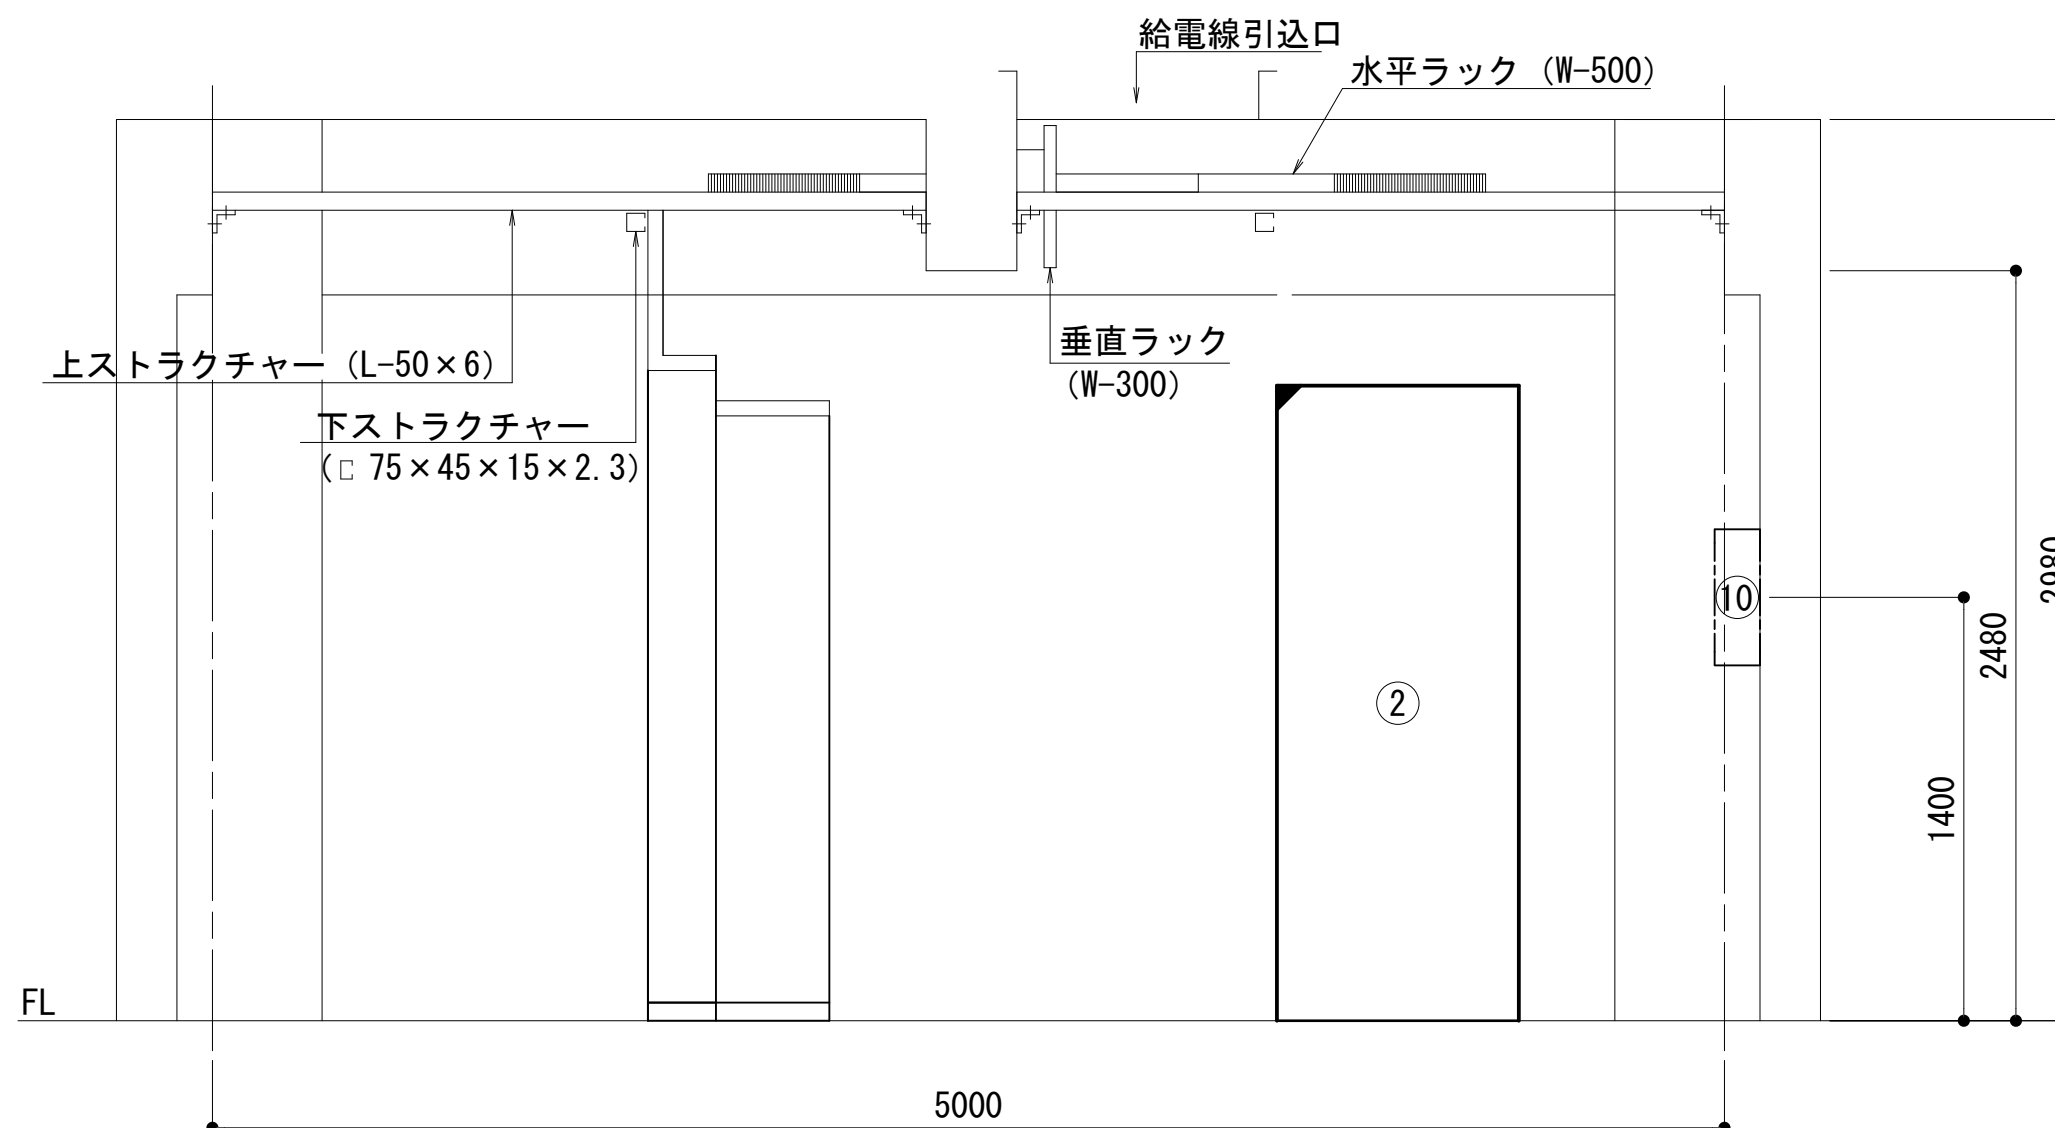 給電線引込口
水平ラック (W-500)
上ストラクチャー (L-50×6)
垂直ラック
(W-300)
下ストラクチャー
(□ 75×45×15×2.3)
10
2
2980
2480
1400
FL
5000